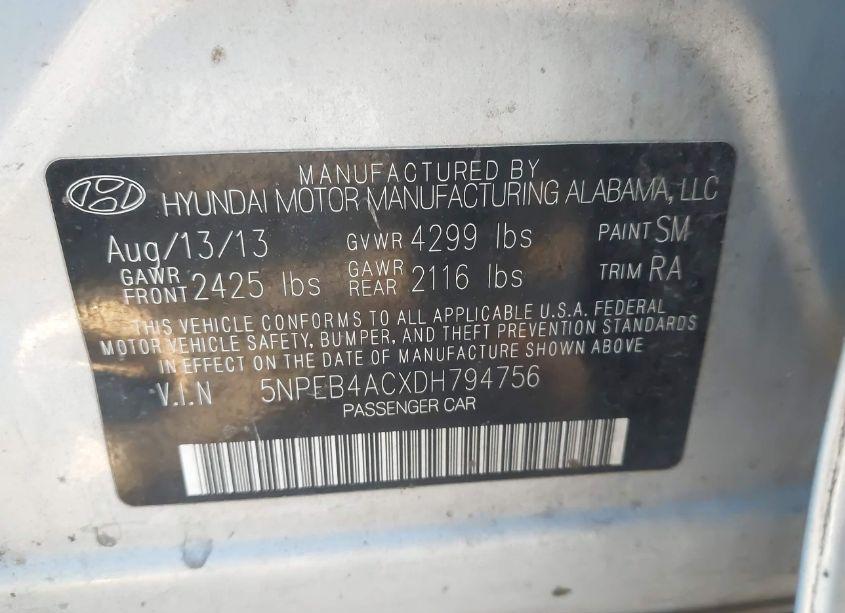 MANUFACTURED BY
HYUNDAI MOTOR MANUFACTURING ALABAMA, LLC
Aug/13/13 GVWR 4299 lbs PAINT SM
GAWR FRONT 2425 lbs GAWR REAR 2116 lbs TRIM RA
THIS VEHICLE CONFORMS TO ALL APPLICABLE U.S.A. FEDERAL
MOTOR VEHICLE SAFETY, BUMPER, AND THEFT PREVENTION STANDARDS
IN EFFECT ON THE DATE OF MANUFACTURE SHOWN ABOVE
V.I.N 5NPEB4ACXDH794756
PASSENGER CAR